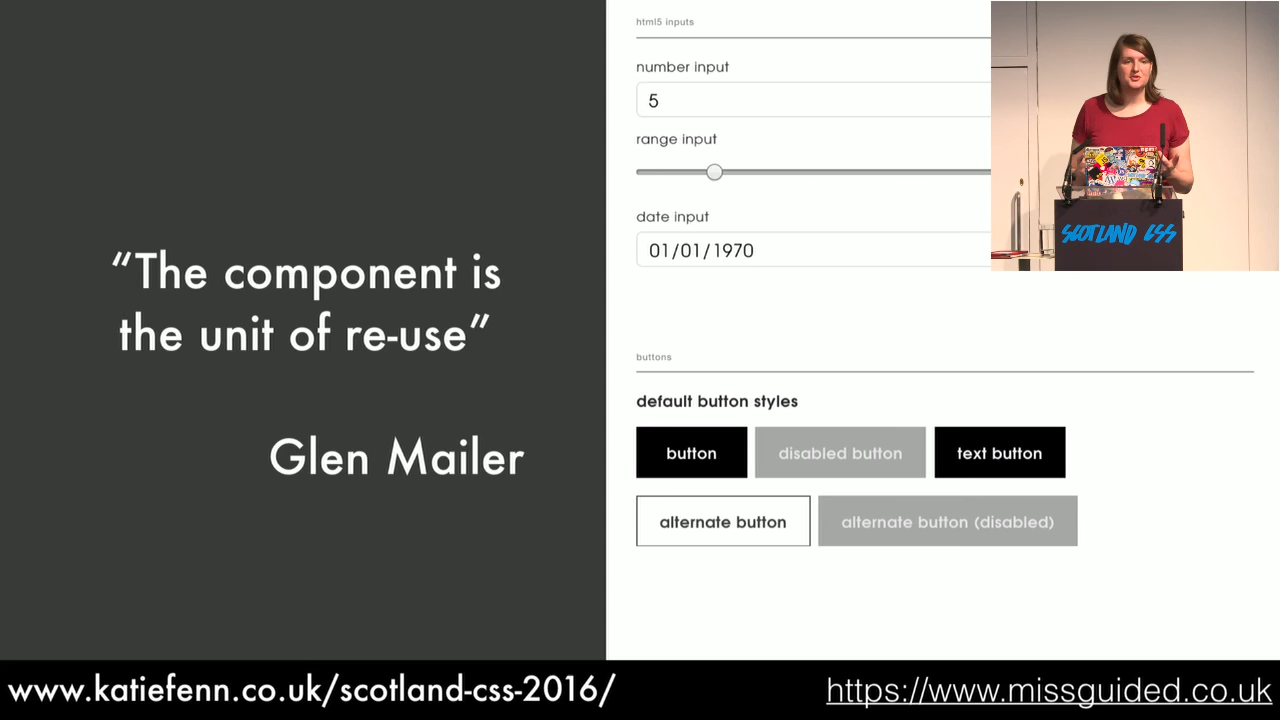 “The component is
the unit of re-use”
Glen Mailer
html5 inputs
number input
5
range input
date input
01/01/1970
buttons
default button styles
button
disabled button
text button
alternate button
alternate button (disabled)
SCOTLAND CSS
www.katiefenn.co.uk/scotland-css-2016/
https://www.missguided.co.uk